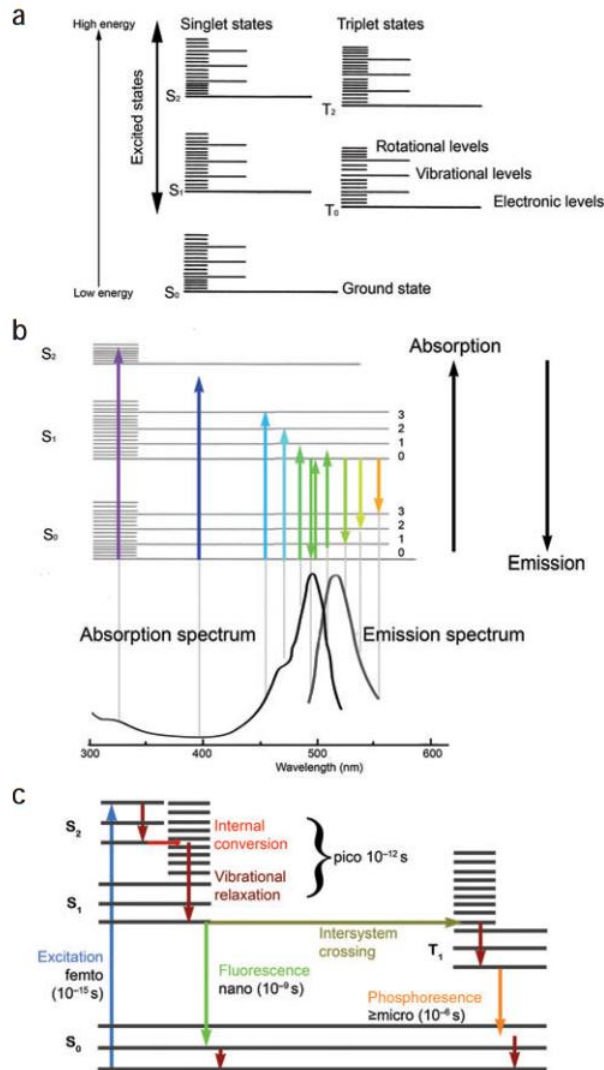 a
High energy
Singlet states
Triplet states
Excited states
S2
T2
Rotational levels
Vibrational levels
S1
T0
Electronic levels
Low energy
S0
Ground state
b
S2
Absorption
S1
3
2
1
0
S0
3
2
1
0
Emission
Absorption spectrum
Emission spectrum
300
400
500
600
Wavelength (nm)
c
S2
Internal
conversion
pico 10⁻¹² s
Vibrational
relaxation
S1
Intersystem
crossing
T1
Excitation
femto
(10⁻¹⁵ s)
Fluorescence
nano (10⁻⁹ s)
Phosphoresence
≥micro (10⁻⁶ s)
S0